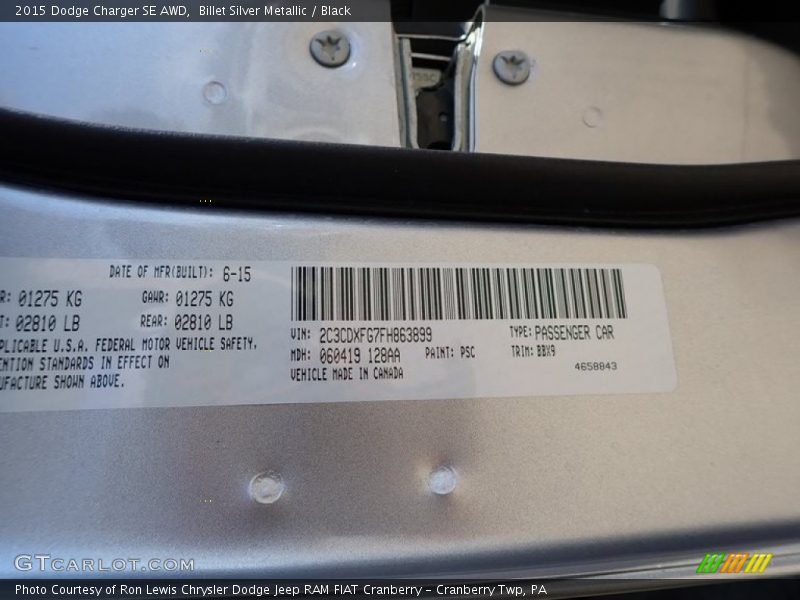 2015 Dodge Charger SE AWD, Billet Silver Metallic / Black
DATE OF MFR(BUILT): 6-15
R: 01275 KG GAWR: 01275 KG
T: 02810 LB REAR: 02810 LB
PLICABLE U.S.A. FEDERAL MOTOR VEHICLE SAFETY,
ENTION STANDARDS IN EFFECT ON
UFACTURE SHOWN ABOVE.
VIN: 2C3CDXFG7FH863899 TYPE: PASSENGER CAR
MDH: 060419 128AA PAINT: PSC TRIM: BBX9
VEHICLE MADE IN CANADA 4658843
GTCARLOT.COM
Photo Courtesy of Ron Lewis Chrysler Dodge Jeep RAM FIAT Cranberry – Cranberry Twp, PA